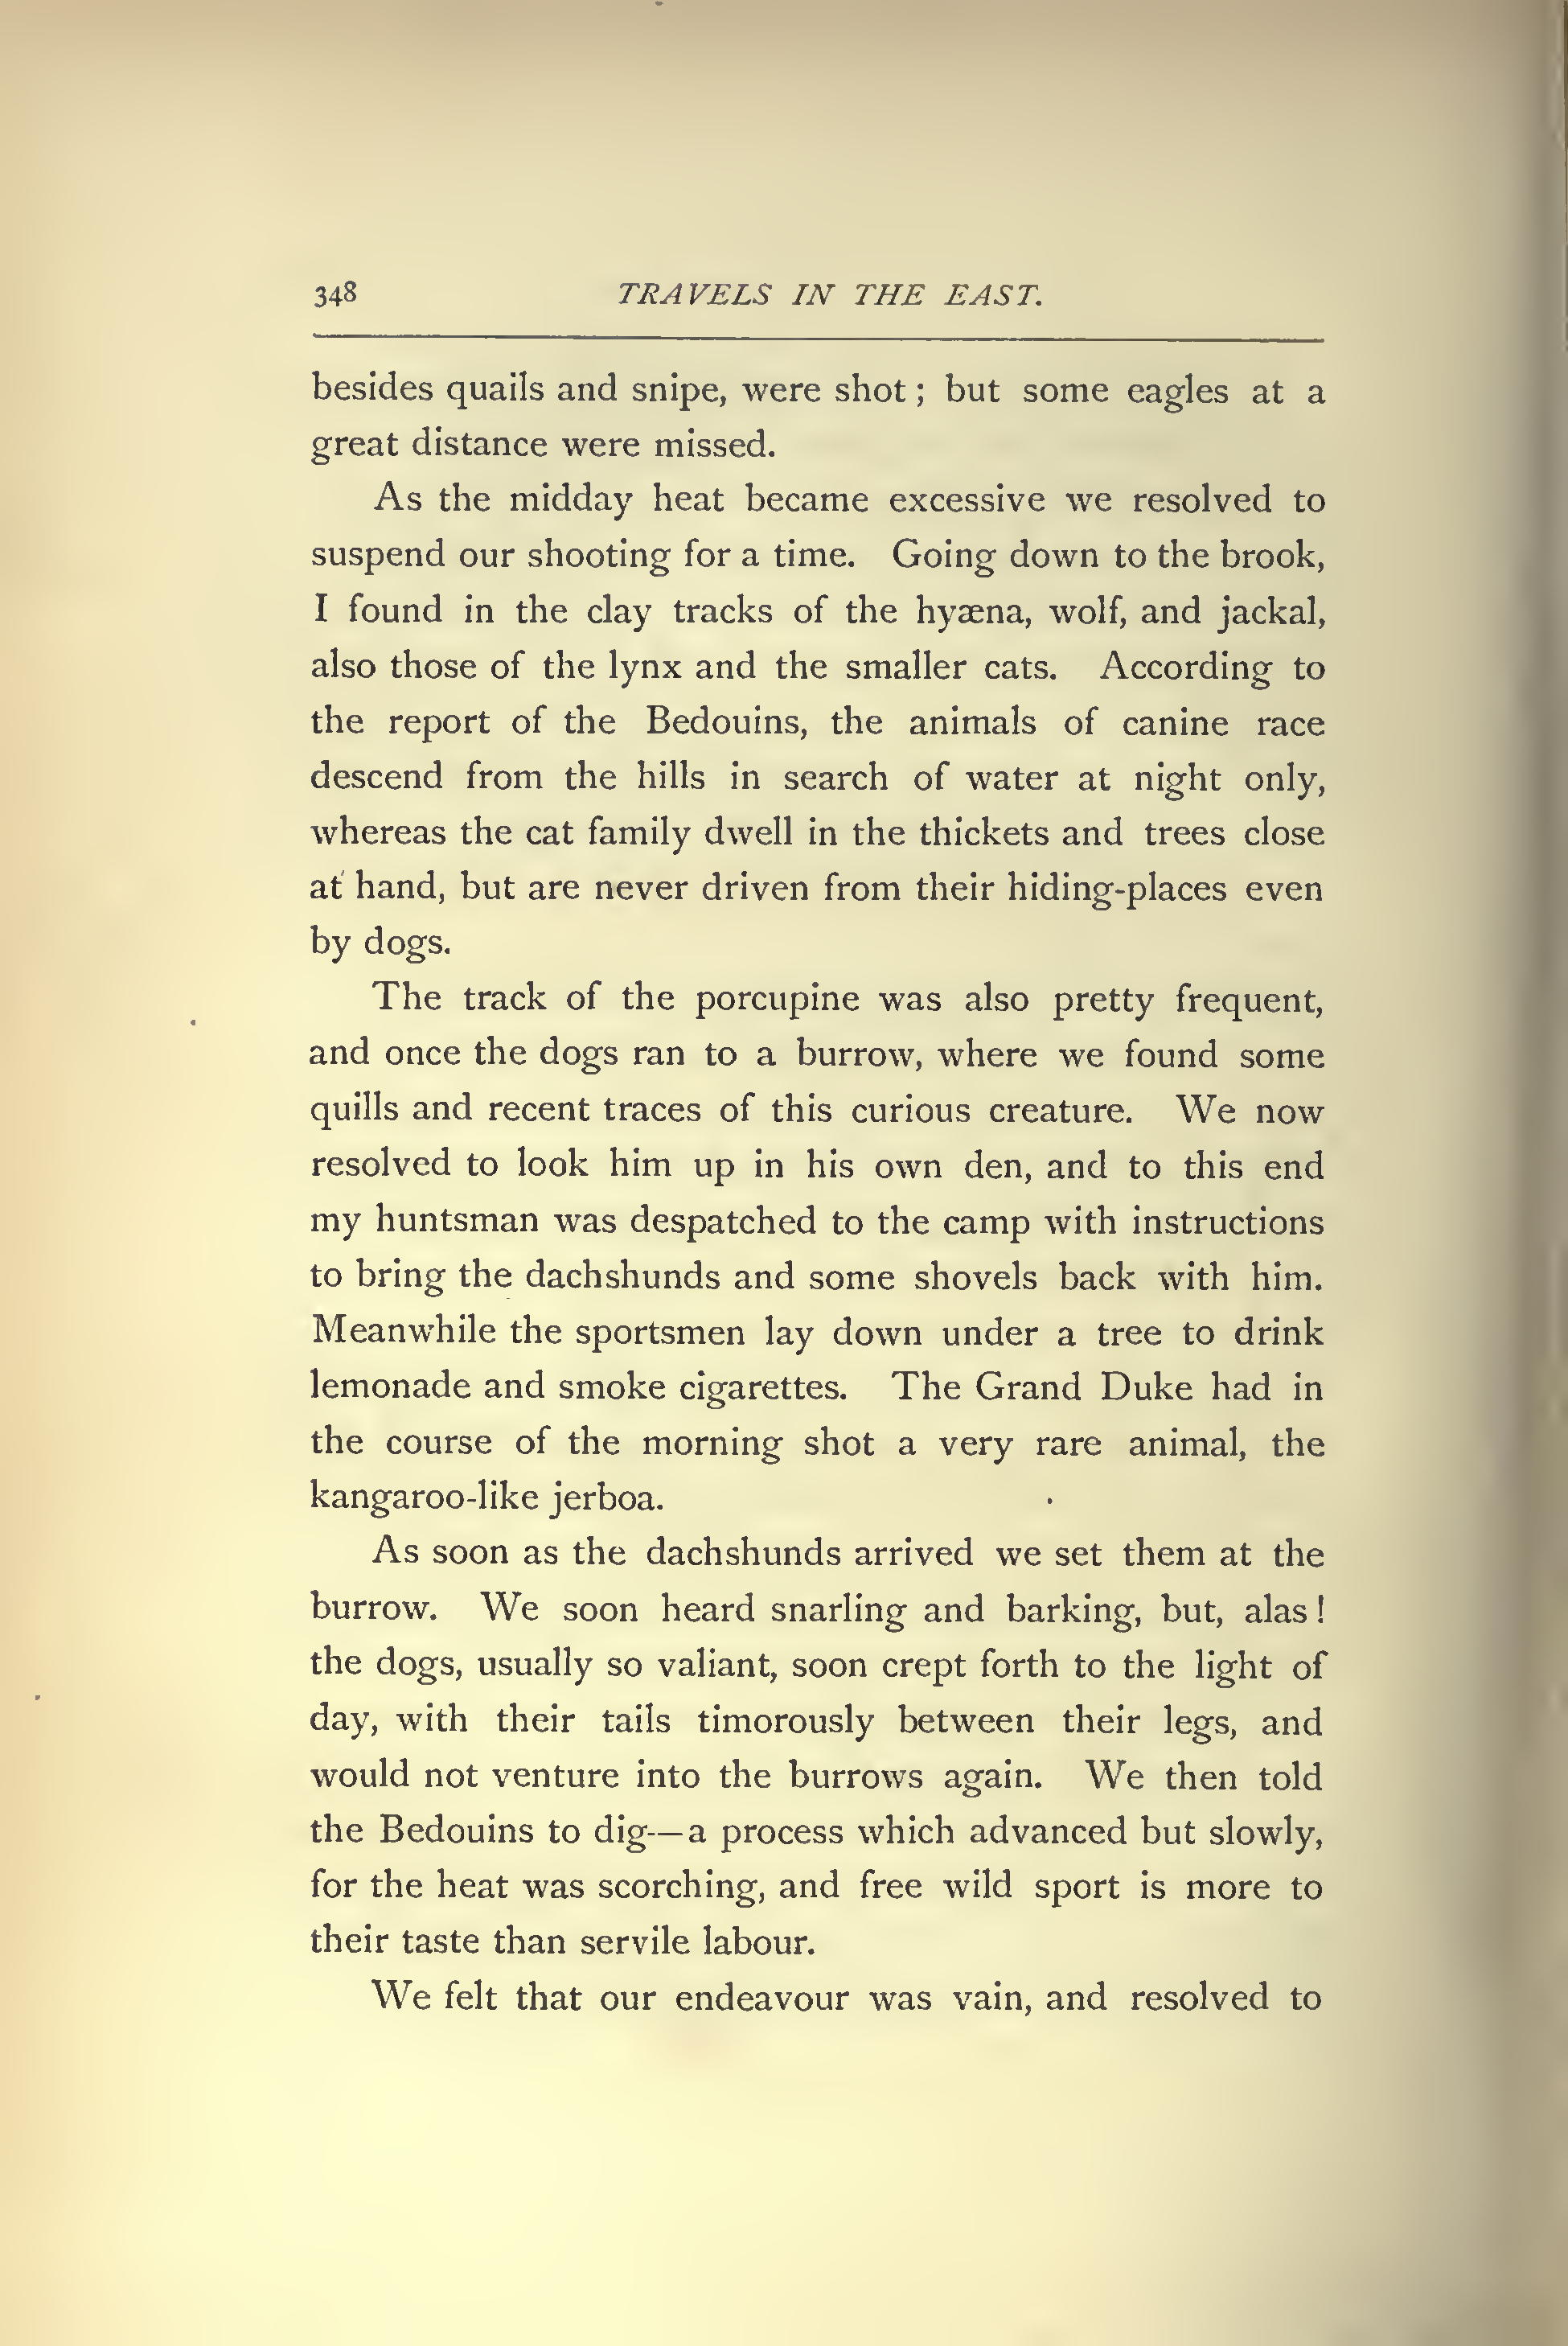 348 TRAVELS IN THE EAST.
besides quails and snipe, were shot ; but some eagles at a
great distance were missed.
As the midday heat became excessive we resolved to
suspend our shooting for a time. Going down to the brook,
I found in the clay tracks of the hyæna, wolf, and jackal,
also those of the lynx and the smaller cats. According to
the report of the Bedouins, the animals of canine race
descend from the hills in search of water at night only,
whereas the cat family dwell in the thickets and trees close
at hand, but are never driven from their hiding-places even
by dogs.
The track of the porcupine was also pretty frequent,
and once the dogs ran to a burrow, where we found some
quills and recent traces of this curious creature. We now
resolved to look him up in his own den, and to this end
my huntsman was despatched to the camp with instructions
to bring the dachshunds and some shovels back with him.
Meanwhile the sportsmen lay down under a tree to drink
lemonade and smoke cigarettes. The Grand Duke had in
the course of the morning shot a very rare animal, the
kangaroo-like jerboa.
As soon as the dachshunds arrived we set them at the
burrow. We soon heard snarling and barking, but, alas !
the dogs, usually so valiant, soon crept forth to the light of
day, with their tails timorously between their legs, and
would not venture into the burrows again. We then told
the Bedouins to dig—a process which advanced but slowly,
for the heat was scorching, and free wild sport is more to
their taste than servile labour.
We felt that our endeavour was vain, and resolved to